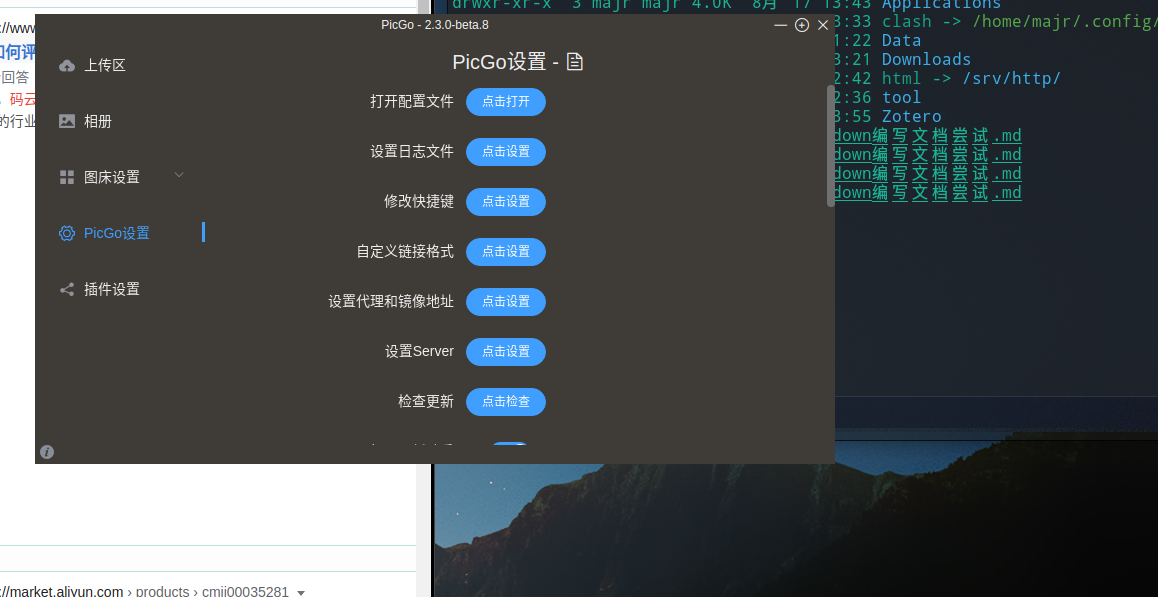 PicGo - 2.3.0-beta.8
上传区
相册
图床设置
PicGo设置
插件设置
PicGo设置 -
打开配置文件 点击打开
设置日志文件 点击设置
修改快捷键 点击设置
自定义链接格式 点击设置
设置代理和镜像地址 点击设置
设置Server 点击设置
检查更新 点击检查
://www
如何评
回答
码云
的行业
://market.aliyun.com › products › cmjj00035281
drwxr-xr-x 3 majr majr 4.0K 8月 17 13:43 Applications
3:33 clash -> /home/majr/.config/
1:22 Data
3:21 Downloads
2:42 html -> /srv/http/
2:36 tool
3:55 Zotero
down编写文档尝试.md
down编写文档尝试.md
down编写文档尝试.md
down编写文档尝试.md